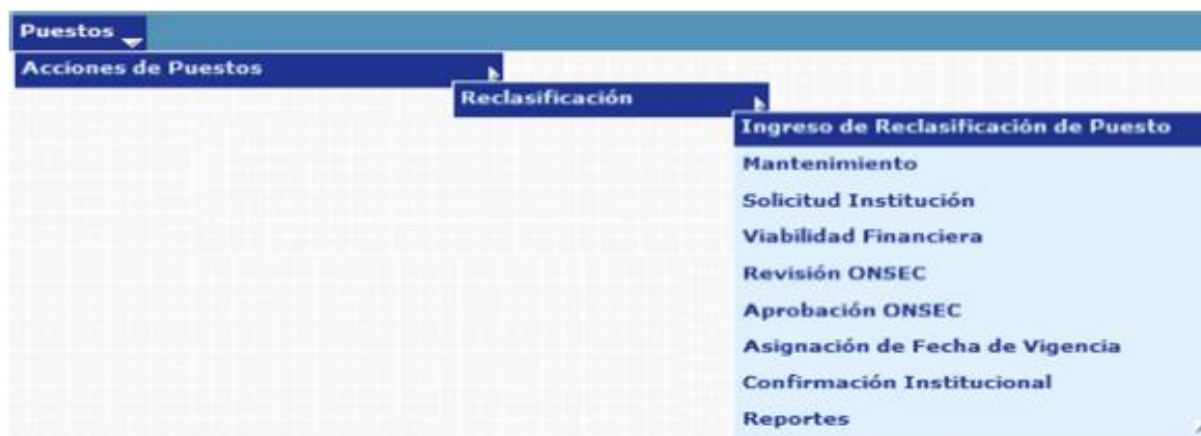 Puestos
Acciones de Puestos
Reclasificación
Ingreso de Reclasificación de Puesto
Mantenimiento
Solicitud Institución
Viabilidad Financiera
Revisión ONSEC
Aprobación ONSEC
Asignación de Fecha de Vigencia
Confirmación Institucional
Reportes